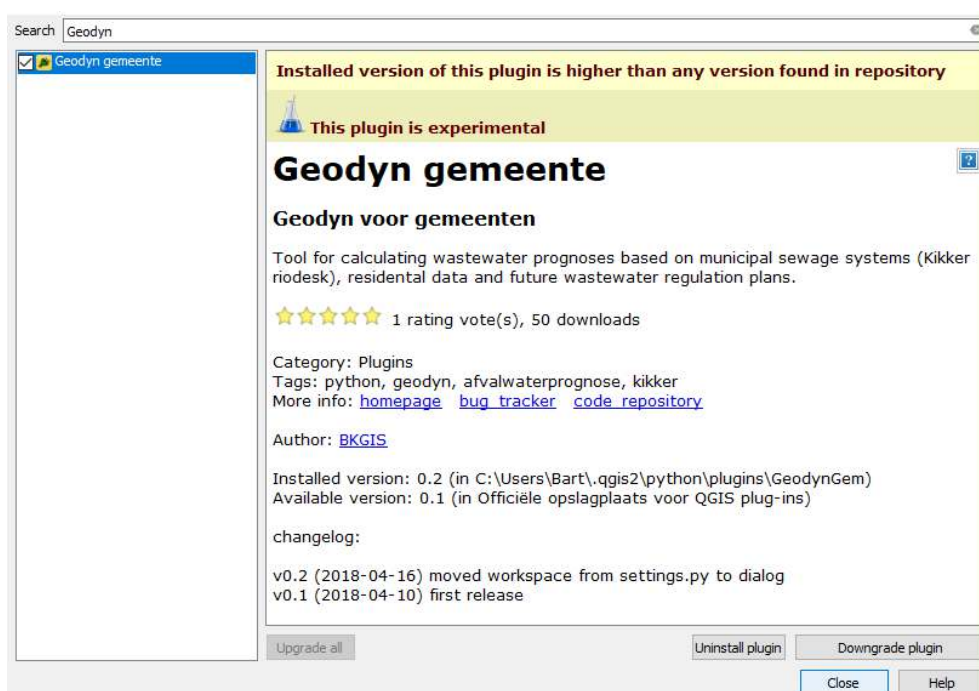 Search Geodyn
Geodyn gemeente
Installed version of this plugin is higher than any version found in repository
This plugin is experimental
Geodyn gemeente
?
Geodyn voor gemeenten
Tool for calculating wastewater prognoses based on municipal sewage systems (Kikker
riodesk), residental data and future wastewater regulation plans.
1 rating vote(s), 50 downloads
Category: Plugins
Tags: python, geodyn, afvalwaterprognose, kikker
More info: homepage bug tracker code repository
Author: BKGIS
Installed version: 0.2 (in C:\Users\Bart\.qgis2\python\plugins\GeodynGem)
Available version: 0.1 (in Officiële opslagplaats voor QGIS plug-ins)
changelog:
v0.2 (2018-04-16) moved workspace from settings.py to dialog
v0.1 (2018-04-10) first release
Upgrade all Uninstall plugin Downgrade plugin
Close Help